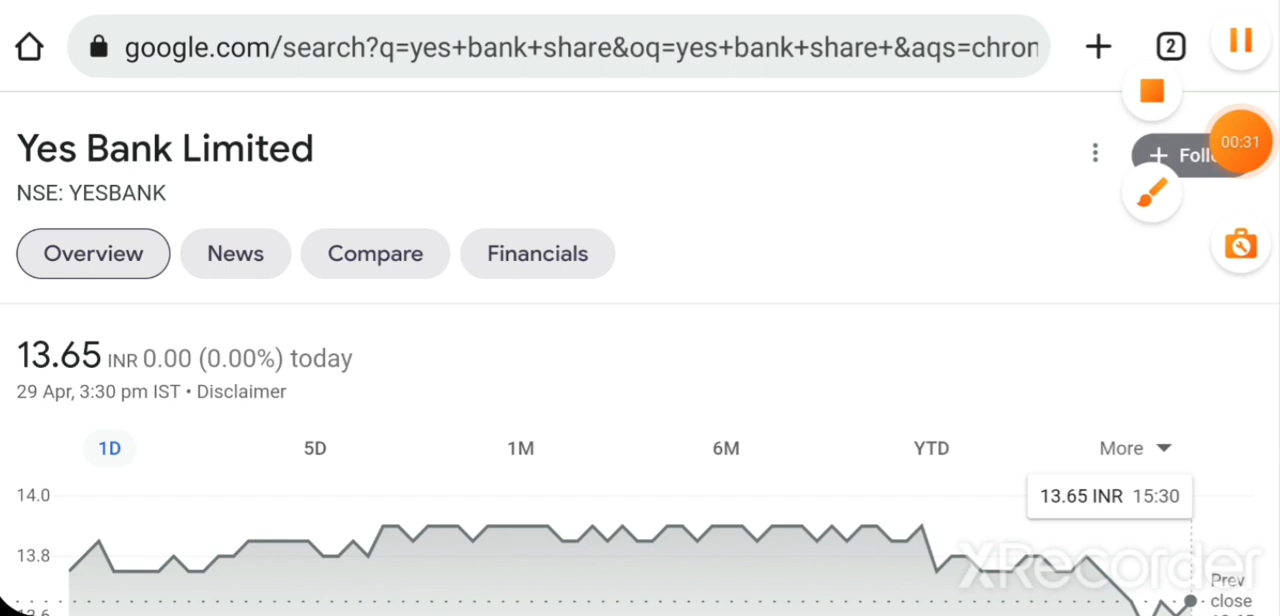 google.com/search?q=yes+bank+share&oq=yes+bank+share+&aqs=chron
2
00:31
Yes Bank Limited
+ Foll
NSE: YESBANK
Overview
News
Compare
Financials
13.65 INR 0.00 (0.00%) today
29 Apr, 3:30 pm IST • Disclaimer
1D
5D
1M
6M
YTD
More
14.0
13.65 INR 15:30
13.8
XRecorder
Prev
close